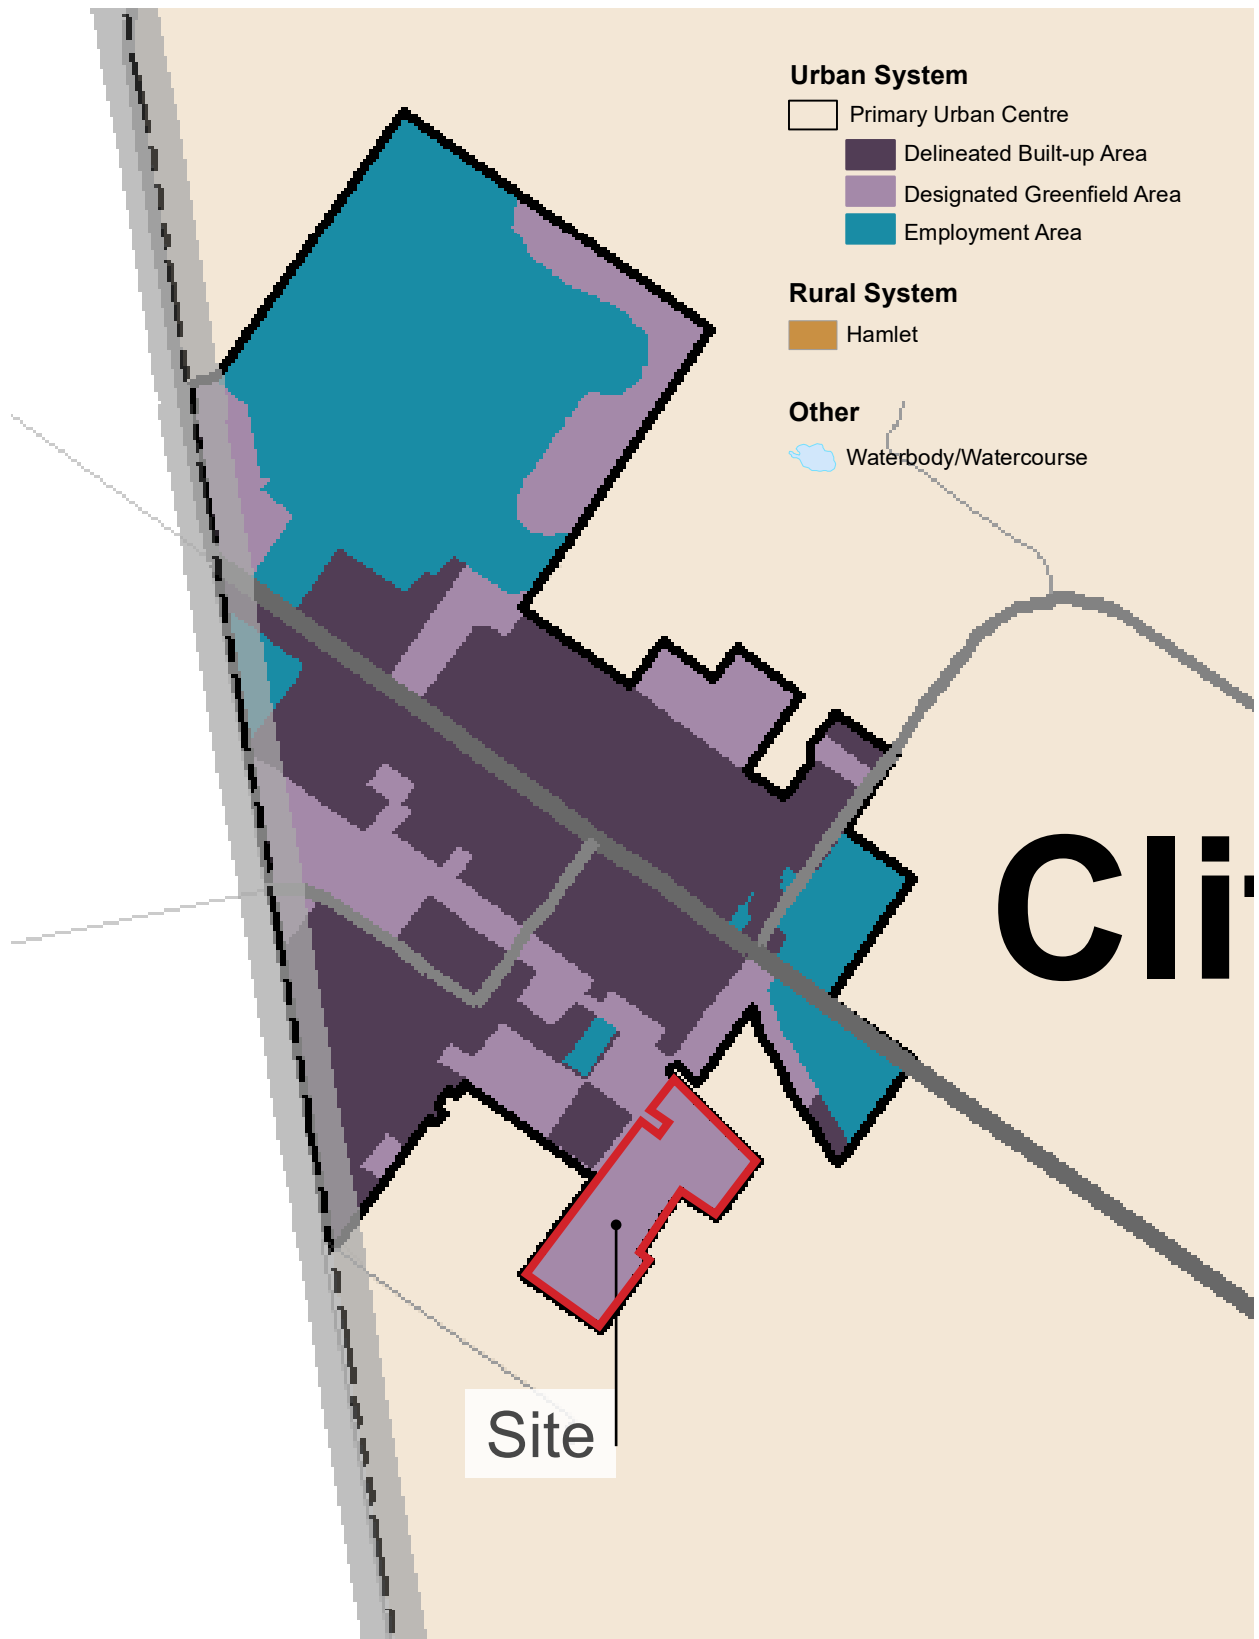 Urban System
Primary Urban Centre
Delineated Built-up Area
Designated Greenfield Area
Employment Area
Rural System
Hamlet
Other
Waterbody/Watercourse
Site